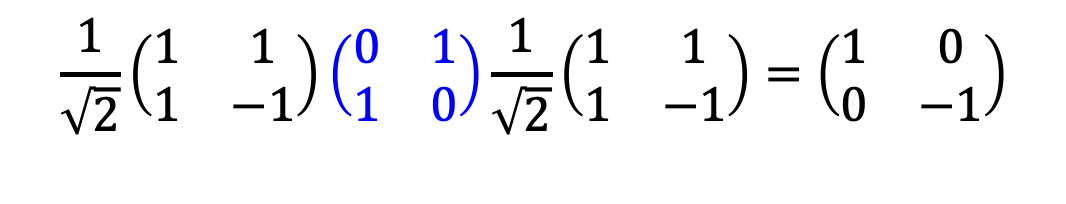 1/√2 (1 1; 1 −1) (0 1; 1 0) 1/√2 (1 1; 1 −1) = (1 0; 0 −1)